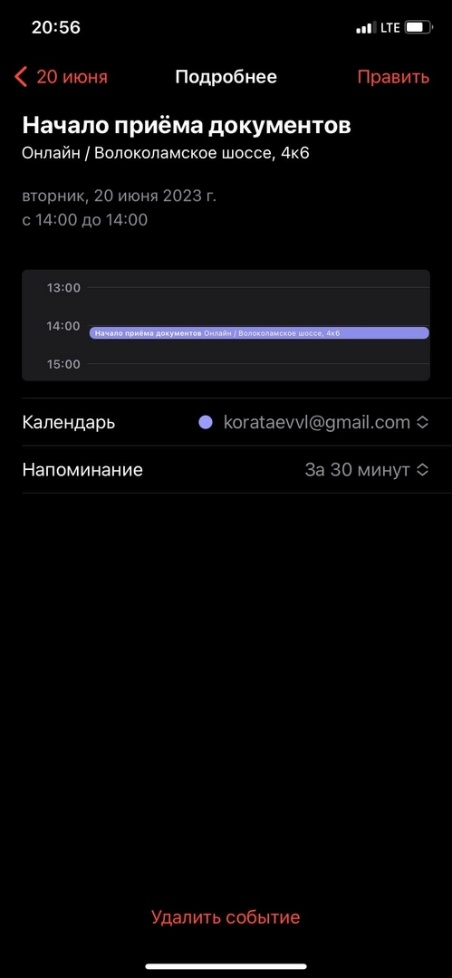 20:56 LTE
20 июня Подробнее Править
Начало приёма документов
Онлайн / Волоколамское шоссе, 4к6
вторник, 20 июня 2023 г.
с 14:00 до 14:00
13:00
14:00 Начало приёма документов Онлайн / Волоколамское шоссе, 4к6
15:00
Календарь korataevvl@gmail.com
Напоминание За 30 минут
Удалить событие